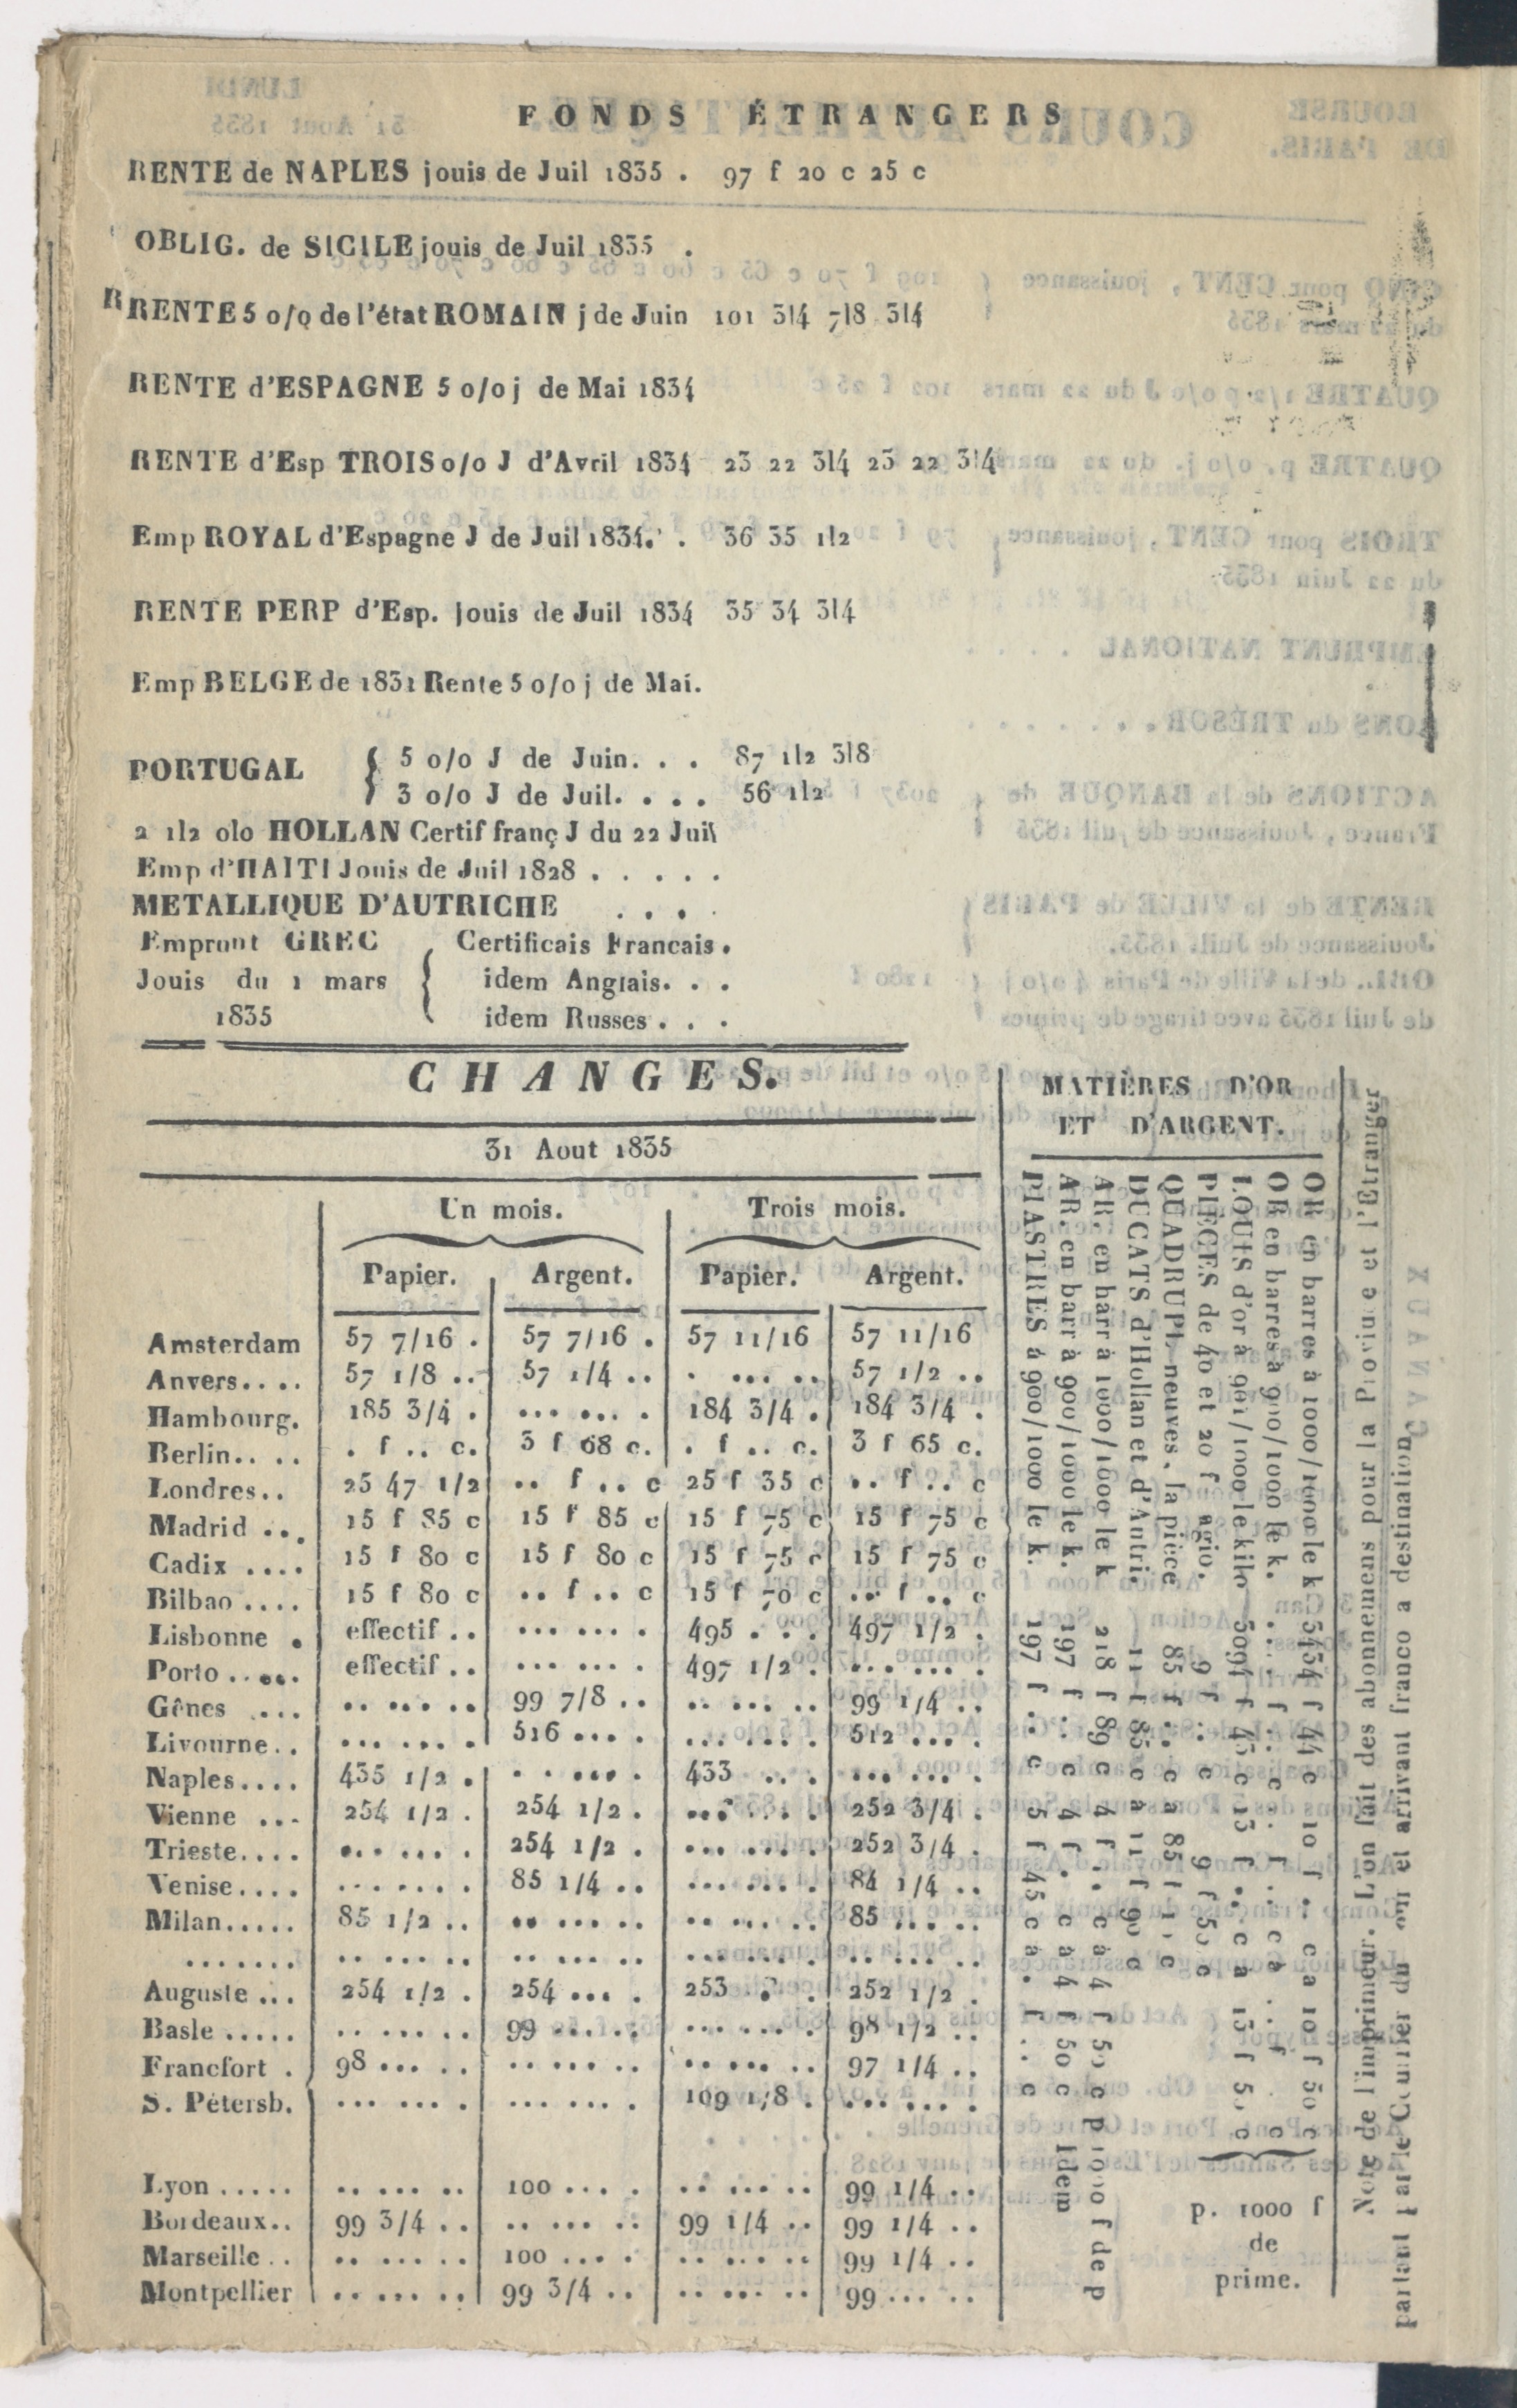 FONDS ÉTRANGERS
RENTE de NAPLES jouis de Juil 1835 . 97 f 20 c 25 c
OBLIG. de SICILE jouis de Juil 1835 .
R RENTE 5 o/o de l'état ROMAIN j de Juin 101 3l4 7l8 3l4
RENTE d'ESPAGNE 5 o/o j de Mai 1834
RENTE d'Esp TROIS o/o J d'Avril 1834 23 22 3l4 23 22 3l4
Emp ROYAL d'Espagne J de Juil 1834. . 36 35 1l2
RENTE PERP d'Esp. Jouis de Juil 1834 35 34 3l4
Emp BELGE de 1831 Rente 5 o/o j de Mai.
PORTUGAL { 5 o/o J de Juin. . . 87 1l2 3l8
3 o/o J de Juil. . . . 56 1l2
2 1l2 olo HOLLAN Certif franç J du 22 Juil
Emp d'HAITI Jouis de Juil 1828 . . . . .
METALLIQUE D'AUTRICHE . . . .
Emprunt GREC { Certificais Francais .
Jouis du 1 mars idem Anglais. . .
1835 idem Russes . . .
CHANGES.
31 Aout 1835
Un mois. Trois mois.
Papier. Argent. Papier. Argent.
Amsterdam 57 7/16 . 57 7/16 . 57 11/16 57 11/16
Anvers.. .. 57 1/8 .. 57 1/4 .. . ... .. 57 1/2 ..
Hambourg. 185 3/4 . ... ... . 184 3/4 . 184 3/4 .
Berlin.. .. . f .. c. 3 f 68 c. . f .. c. 3 f 65 c.
Londres.. 25 47 1/2 .. f .. c 25 f 35 c .. f .. c
Madrid ... 15 f 85 c 15 f 85 c 15 f 75 c 15 f 75 c
Cadix .... 15 f 80 c 15 f 80 c 15 f 75 c 15 f 75 c
Bilbao .... 15 f 80 c .. f .. c 15 f 70 c .. f .. c
Lisbonne . effectif .. ... ... . 495 . . . 497 1/2 .
Porto ..... effectif .. ... ... . 497 1/2 . ... ... .
Gênes ... .. ... .. 99 7/8 .. .. ... .. 99 1/4 ..
Livourne.. ... ... . 516 ... . ... ... . 512 ... .
Naples.... 435 1/2 . . . ... . 433 .. . ... ... .
Vienne ... 254 1/2 . 254 1/2 . ... ... . 252 3/4 .
Trieste.... ... ... . 254 1/2 . ... ... . 252 3/4 .
Venise.... ... ... . 85 1/4 .. ... ... . 84 1/4 ..
Milan..... 85 1/2 .. .. ... .. .. ... .. 85 ... ..
....... .. ... .. .. ... .. ... ... . .. ... ..
Auguste ... 254 1/2 . 254 ... . 253 . . . 252 1/2 .
Basle ..... .. ... .. 99 ... .. ... ... . 98 1/2 ..
Francfort . 98 ... .. .. ... .. .. ... .. 97 1/4 ..
S. Pétersb. ... ... . ... ... . 109 1/8 . ... ... .
Lyon ..... .. ... .. 100 ... . .. ... .. 99 1/4 ..
Bordeaux.. 99 3/4 .. .. ... .. 99 1/4 .. 99 1/4 ..
Marseille .. .. ... .. 100 ... . .. ... .. 99 1/4 ..
Montpellier .. ... .. 99 3/4 .. .. ... .. 99 ... ..
MATIÈRES D'OR
ET D'ARGENT.
OR en barres à 1000/1000 le k 5434 f 44 c 10 f . c a 10 f 50 c
OR en barres à 900/1000 le k. . . . f . . c . f . c à . f . c
LOUIS d'or à 901/1000 le kilo 3094 f 43 c 13 f . . c à 13 f 50 c
PIÈCES de 40 et 20 f agio. 9 f . c 9 f 50 c
QUADRUPL neuves, la pièce 85 f . c a 85 f c
DUCATS d'Hollan et d'Autri. 11 f 85 c a 11 f 90 c
AR. en barr à 1000/1000 le k 218 f 89 c 4 f . . c à 4 f 50 c p 1000 f de p
AR. en barr à 900/1000 le k. 197 f . . c 4 f . c à 4 f 50 c Idem
PIASTRES à 900/1000 le k. 197 f . . c 5 f 45 c à . f . . c
p. 1000 f
de
prime.
Note de l'imprimeur. L'on fait des abonnemens pour la Province et l'Etranger
partant par le Courier du et arrivant franco a destination